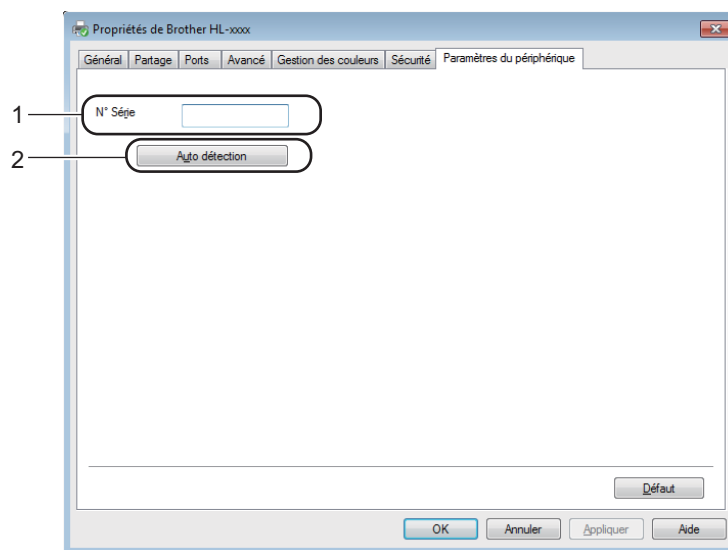 Propriétés de Brother HL-xxxx
Général Partage Ports Avancé Gestion des couleurs Sécurité Paramètres du périphérique
1
N° Série
2
Auto détection
Défaut
OK Annuler Appliquer Aide